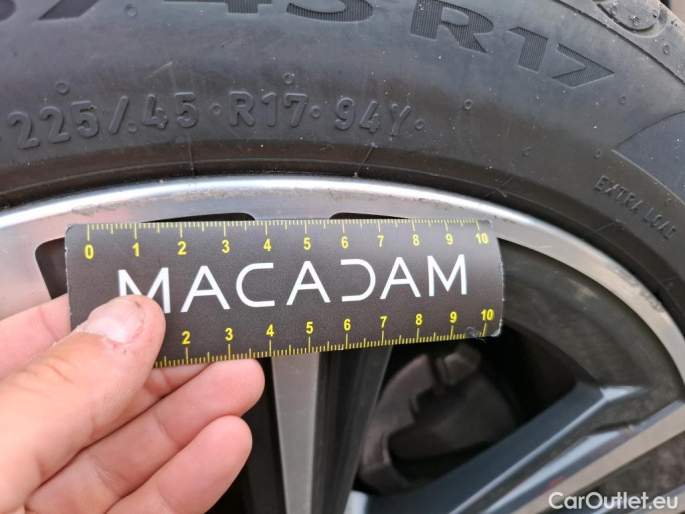 /45 R17
225/.45 · R17 · 94Y ·
EXTRA LOAD
0 1 2 3 4 5 6 7 8 9 10
MACADAM
2 3 4 5 6 7 8 9 10
CarOutlet.eu